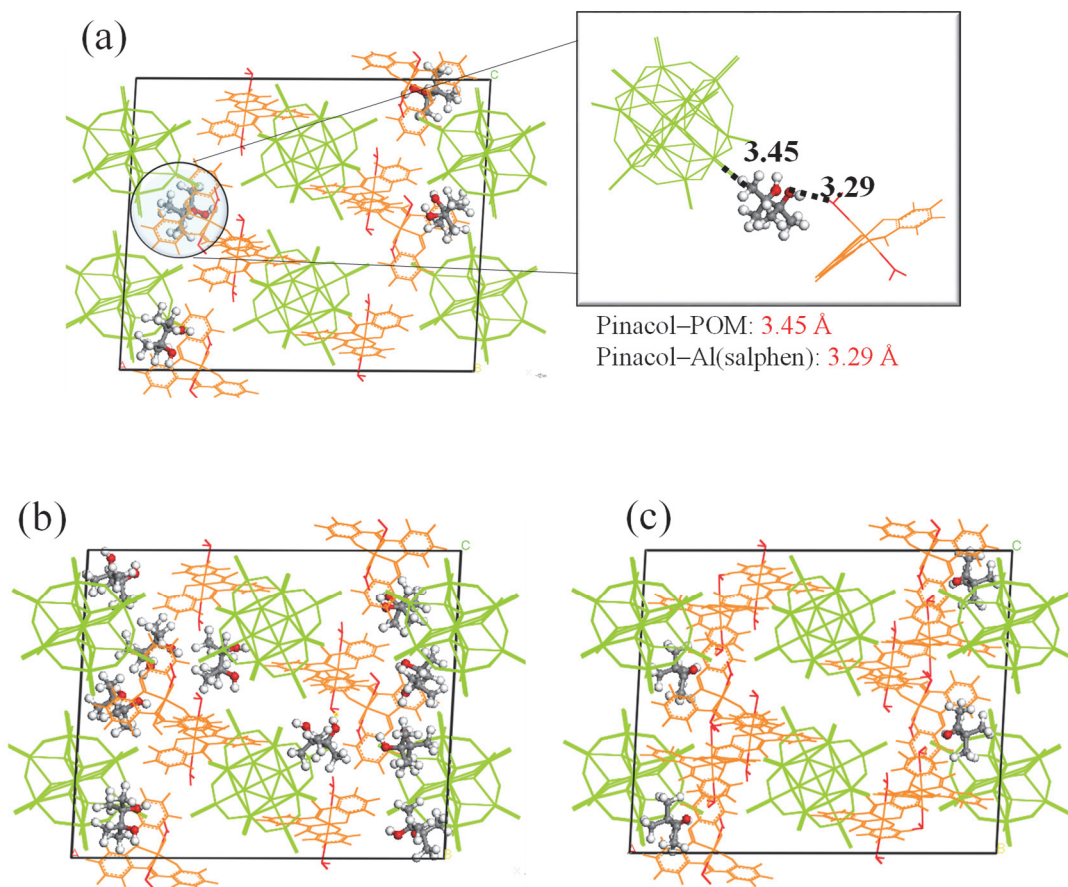 (a)
C
3.45
3.29
A
B
Pinacol–POM: 3.45 Å
Pinacol–Al(salphen): 3.29 Å
(b)
(c)
C
C
A
B
A
B